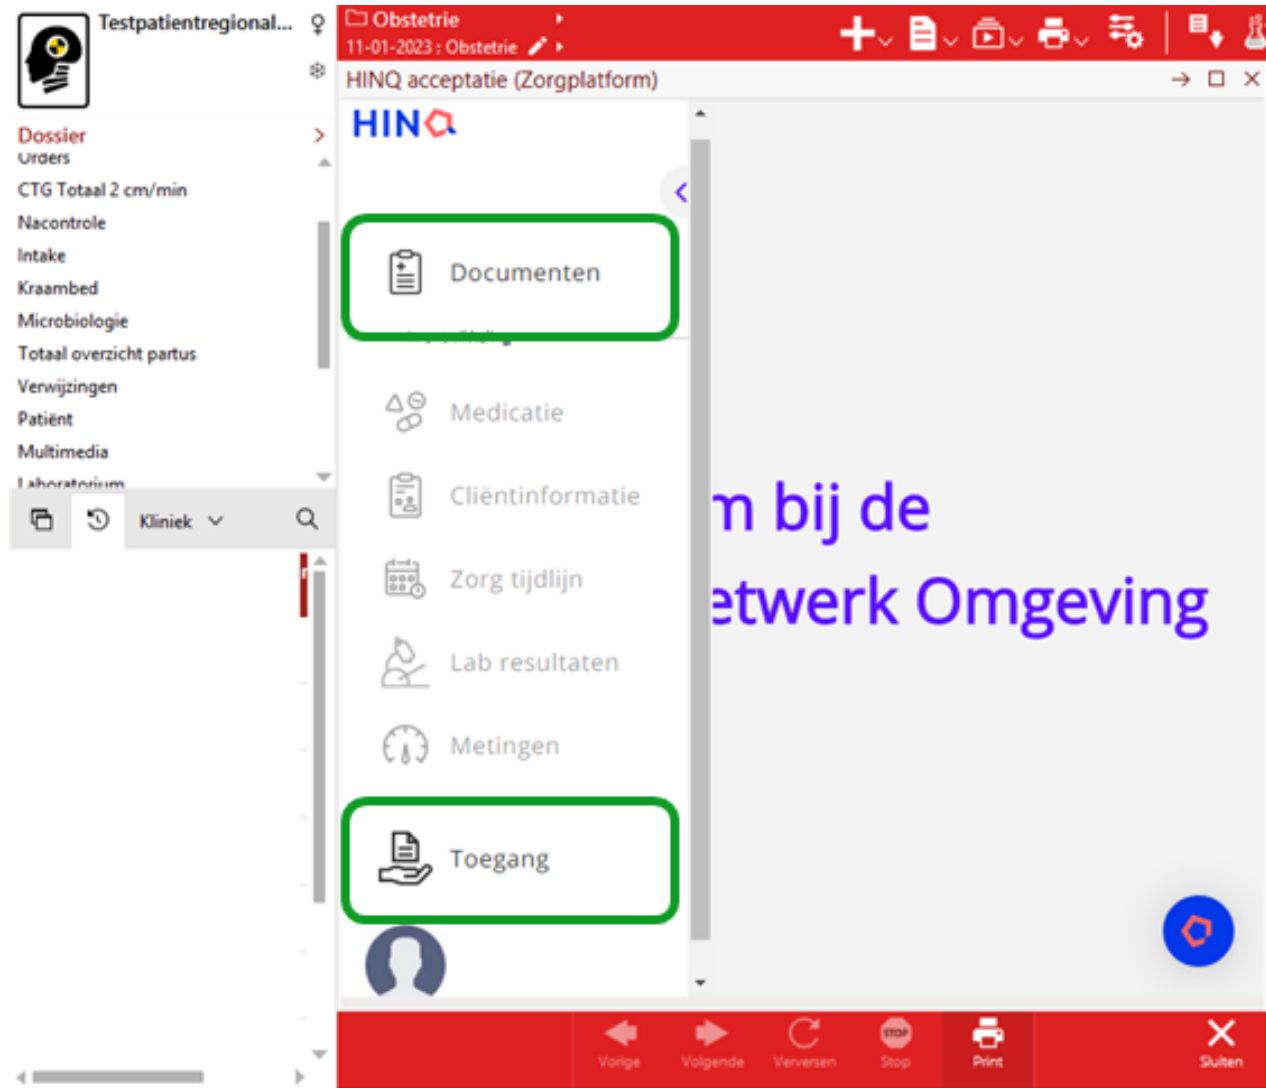 Testpatientregional...
Dossier
Orders
CTG Totaal 2 cm/min
Nacontrole
Intake
Kraambed
Microbiologie
Totaal overzicht partus
Verwijzingen
Patiënt
Multimedia
Laboratorium
Kliniek
Obstetrie
11-01-2023 : Obstetrie
HINQ acceptatie (Zorgplatform)
HINQ
Documenten
Medicatie
Cliëntinformatie
Zorg tijdlijn
Lab resultaten
Metingen
Toegang
m bij de
etwerk Omgeving
Vorige
Volgende
Verversen
STOP
Stop
Print
Sluiten